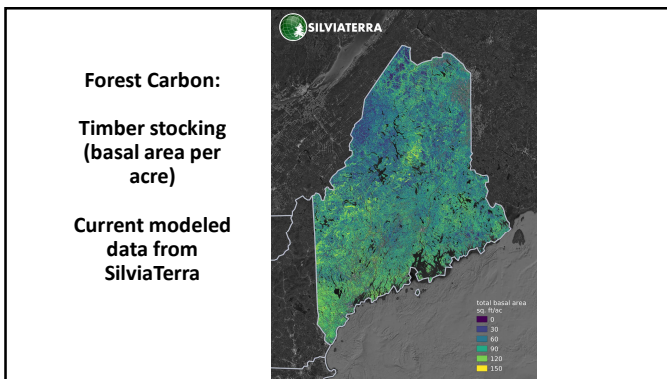 SILVIATERRA
Forest Carbon:
Timber stocking
(basal area per
acre)
Current modeled
data from
SilviaTerra
total basal area
sq. ft/ac
0
30
60
90
120
150